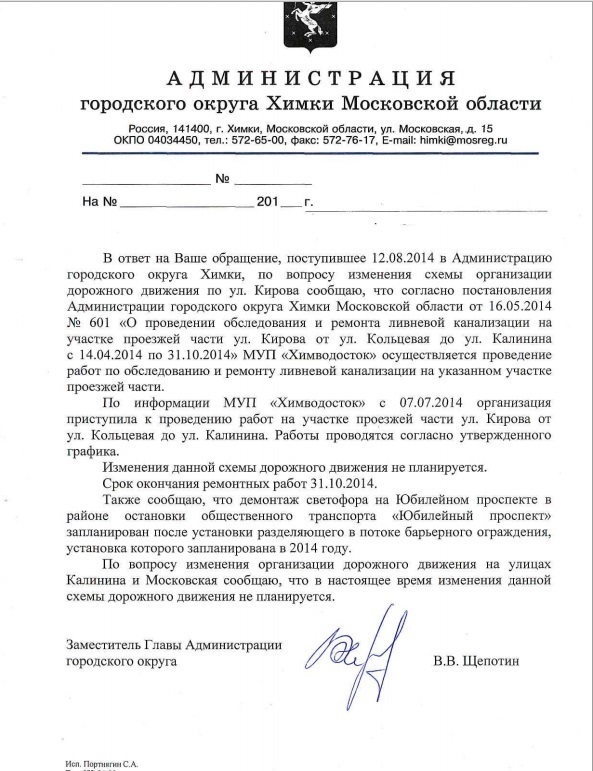 АДМИНИСТРАЦИЯ
городского округа Химки Московской области
Россия, 141400, г. Химки, Московской области, ул. Московская, д. 15
ОКПО 04034450, тел.: 572-65-00, факс: 572-76-17, E-mail: himki@mosreg.ru
____________________ № ____________
На № ____________________ 201___ г.
В ответ на Ваше обращение, поступившее 12.08.2014 в Администрацию
городского округа Химки, по вопросу изменения схемы организации
дорожного движения по ул. Кирова сообщаю, что согласно постановления
Администрации городского округа Химки Московской области от 16.05.2014
№ 601 «О проведении обследования и ремонта ливневой канализации на
участке проезжей части ул. Кирова от ул. Кольцевая до ул. Калинина
с 14.04.2014 по 31.10.2014» МУП «Химводосток» осуществляется проведение
работ по обследованию и ремонту ливневой канализации на указанном участке
проезжей части.
По информации МУП «Химводосток» с 07.07.2014 организация
приступила к проведению работ на участке проезжей части ул. Кирова от
ул. Кольцевая до ул. Калинина. Работы проводятся согласно утвержденного
графика.
Изменения данной схемы дорожного движения не планируется.
Срок окончания ремонтных работ 31.10.2014.
Также сообщаю, что демонтаж светофора на Юбилейном проспекте в
районе остановки общественного транспорта «Юбилейный проспект»
запланирован после установки разделяющего в потоке барьерного ограждения,
установка которого запланирована в 2014 году.
По вопросу изменения организации дорожного движения на улицах
Калинина и Московская сообщаю, что в настоящее время изменения данной
схемы дорожного движения не планируется.
Заместитель Главы Администрации
городского округа В.В. Щепотин
Исп. Портнягин С.А.